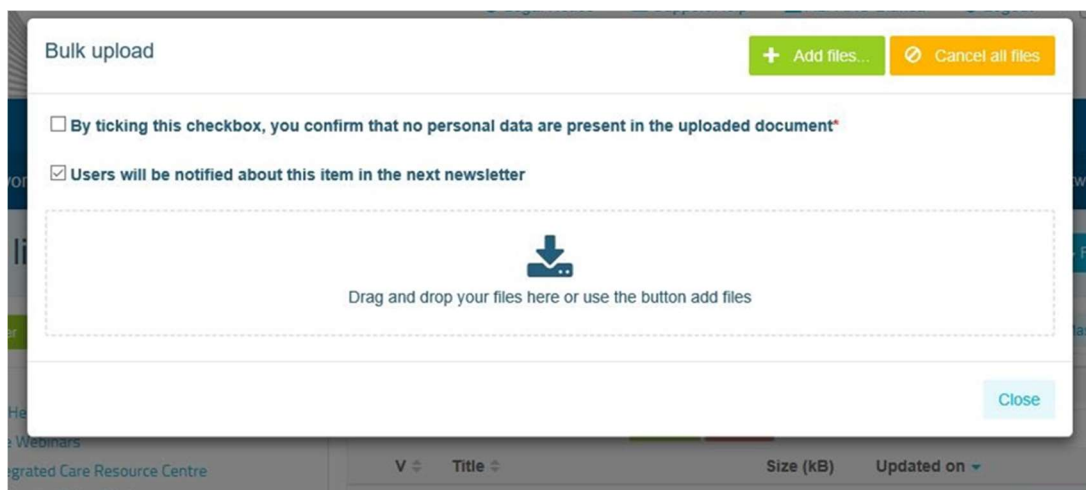 Bulk upload
Add files...
Cancel all files
By ticking this checkbox, you confirm that no personal data are present in the uploaded document*
Users will be notified about this item in the next newsletter
Drag and drop your files here or use the button add files
Close
Webinars
egrated Care Resource Centre
V Title Size (kB) Updated on